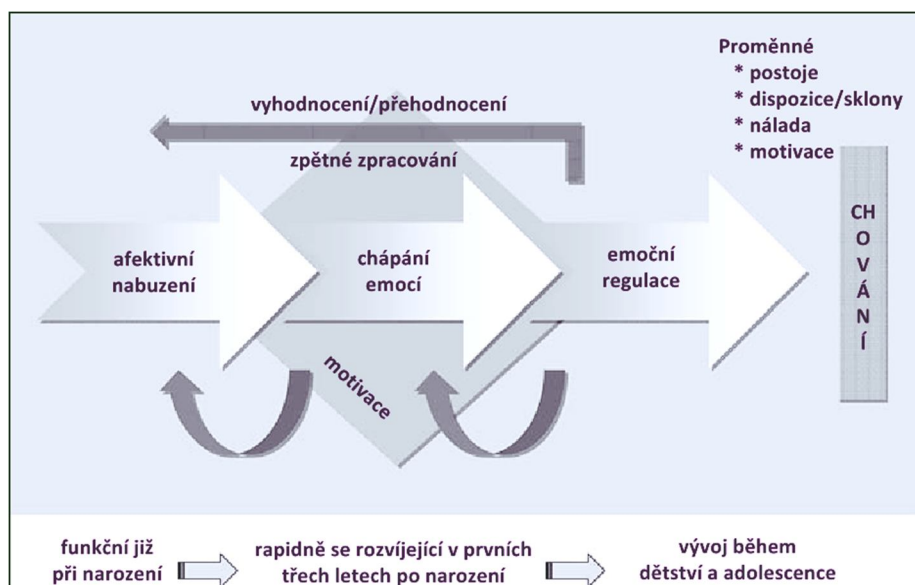 Proměnné
* postoje
* dispozice/sklony
* nálada
* motivace
vyhodnocení/přehodnocení
zpětné zpracování
afektivní
nabuzení
chápání
emocí
emoční
regulace
CH
O
V
Á
N
Í
motivace
funkční již
při narození
rapidně se rozvíjející v prvních
třech letech po narození
vývoj během
dětství a adolescence